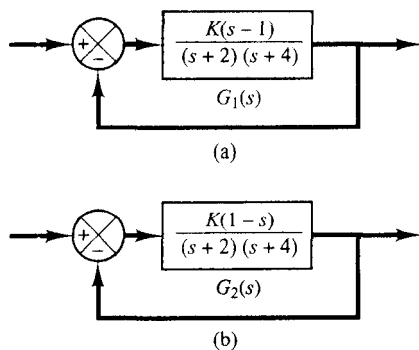 +
−
K(s − 1)
(s + 2) (s + 4)
G₁(s)
(a)
+
−
K(1 − s)
(s + 2) (s + 4)
G₂(s)
(b)